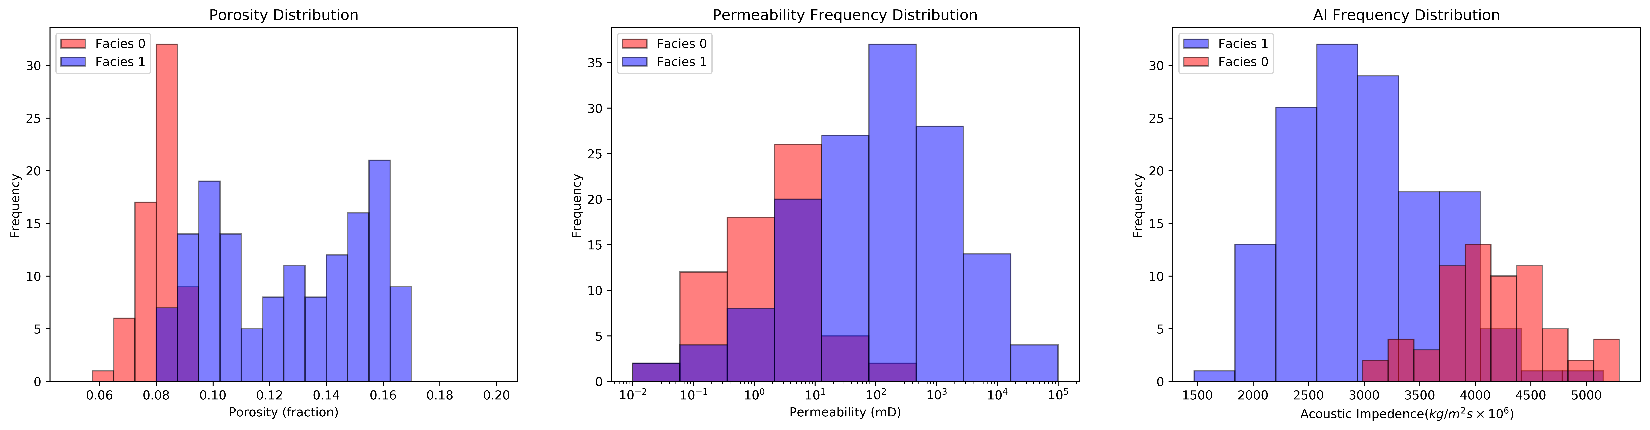 Porosity Distribution
Facies 0
Facies 1
Frequency
0
5
10
15
20
25
30
0.06 0.08 0.10 0.12 0.14 0.16 0.18 0.20
Porosity (fraction)
Permeability Frequency Distribution
Facies 0
Facies 1
Frequency
0
5
10
15
20
25
30
35
10⁻² 10⁻¹ 10⁰ 10¹ 10² 10³ 10⁴ 10⁵
Permeability (mD)
AI Frequency Distribution
Facies 1
Facies 0
Frequency
0
5
10
15
20
25
30
1500 2000 2500 3000 3500 4000 4500 5000
Acoustic Impedence(kg/m²s × 10⁶)